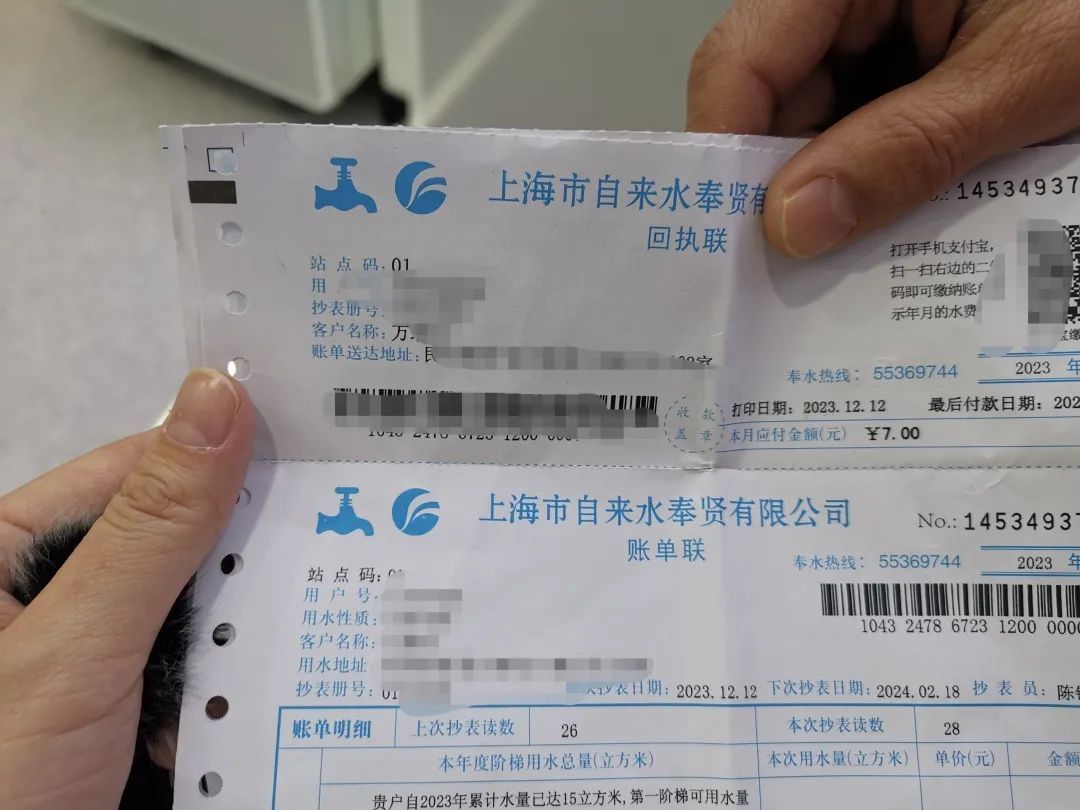 上海市自来水奉贤有
No.: 14534937
回执联
站 点 码: 01
用
抄表册号:
客户名称: 万
账单送达地址:
打开手机支付宝,
扫一扫右边的二
码即可缴纳账
示年月的水费
奉水热线: 55369744
2023 年
收 款
盖 章
打印日期: 2023.12.12
最后付款日期: 202
本月应付金额(元) ¥7.00
上海市自来水奉贤有限公司
No.: 1453493
账单联
奉水热线: 55369744
2023 年
站 点 码:
用 户 号:
用水性质:
客户名称:
用水地址
抄表册号: 01
1043 2478 6723 1200 000
抄表日期: 2023.12.12
下次抄表日期: 2024.02.18
抄 表 员: 陈
账单明细
上次抄表读数
26
本次抄表读数
28
本年度阶梯用水总量(立方米)
本次用水量(立方米)
单价(元)
金额
贵户自2023年累计水量已达15立方米,第一阶梯可用水量